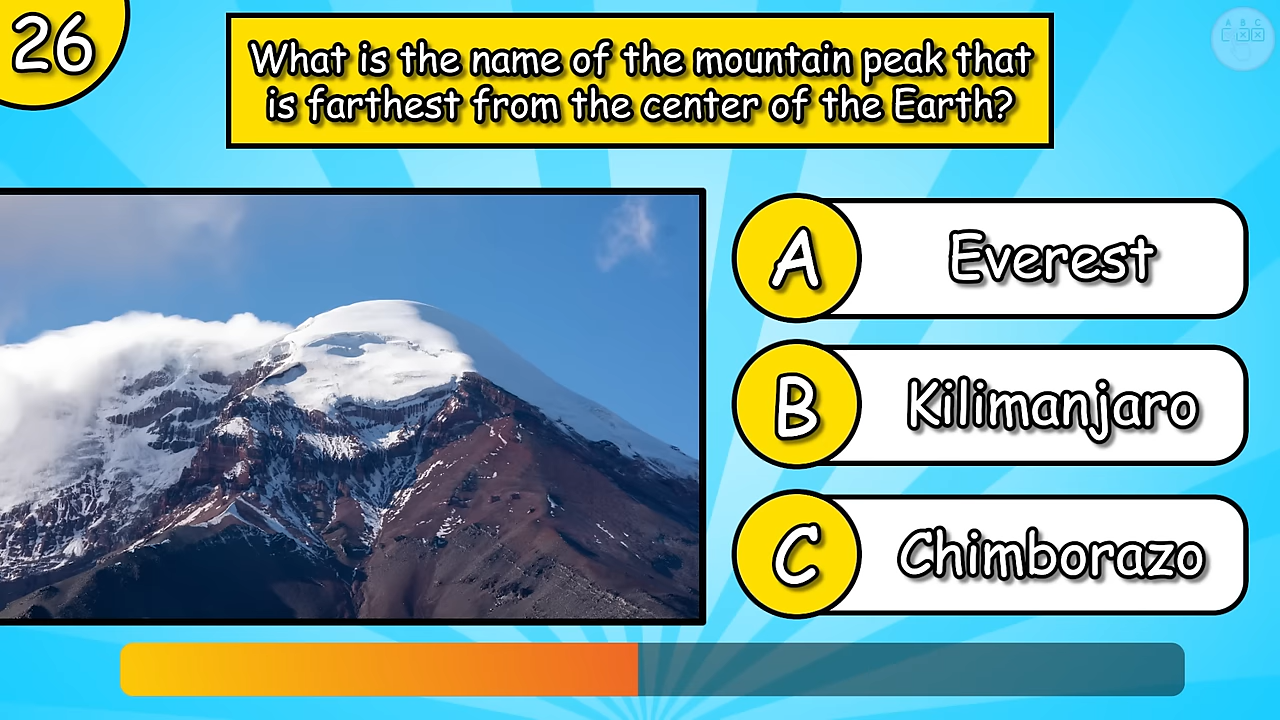 26
What is the name of the mountain peak that
is farthest from the center of the Earth?
A B C
A Everest
B Kilimanjaro
C Chimborazo